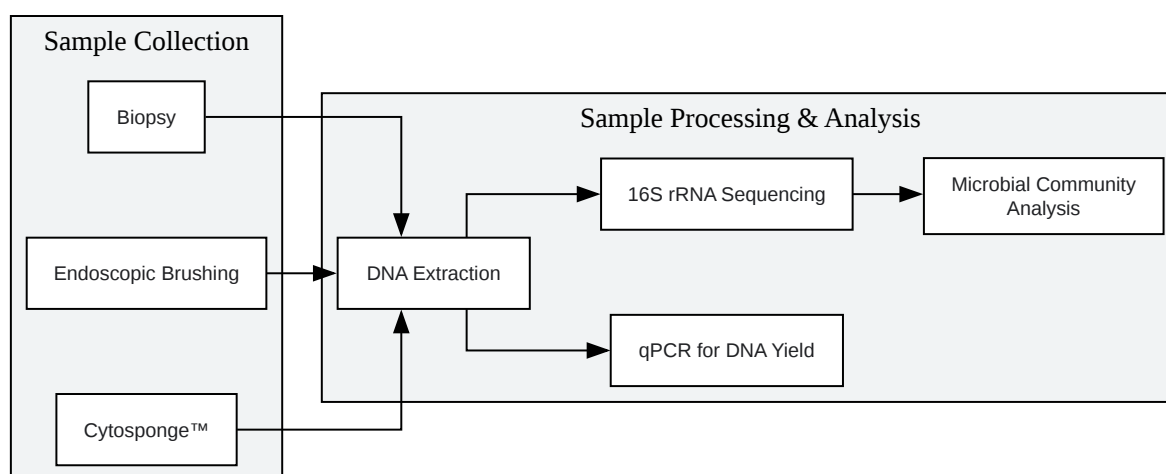 Sample Collection
Biopsy
Endoscopic Brushing
Cytosponge™
Sample Processing & Analysis
DNA Extraction
16S rRNA Sequencing
Microbial Community
Analysis
qPCR for DNA Yield